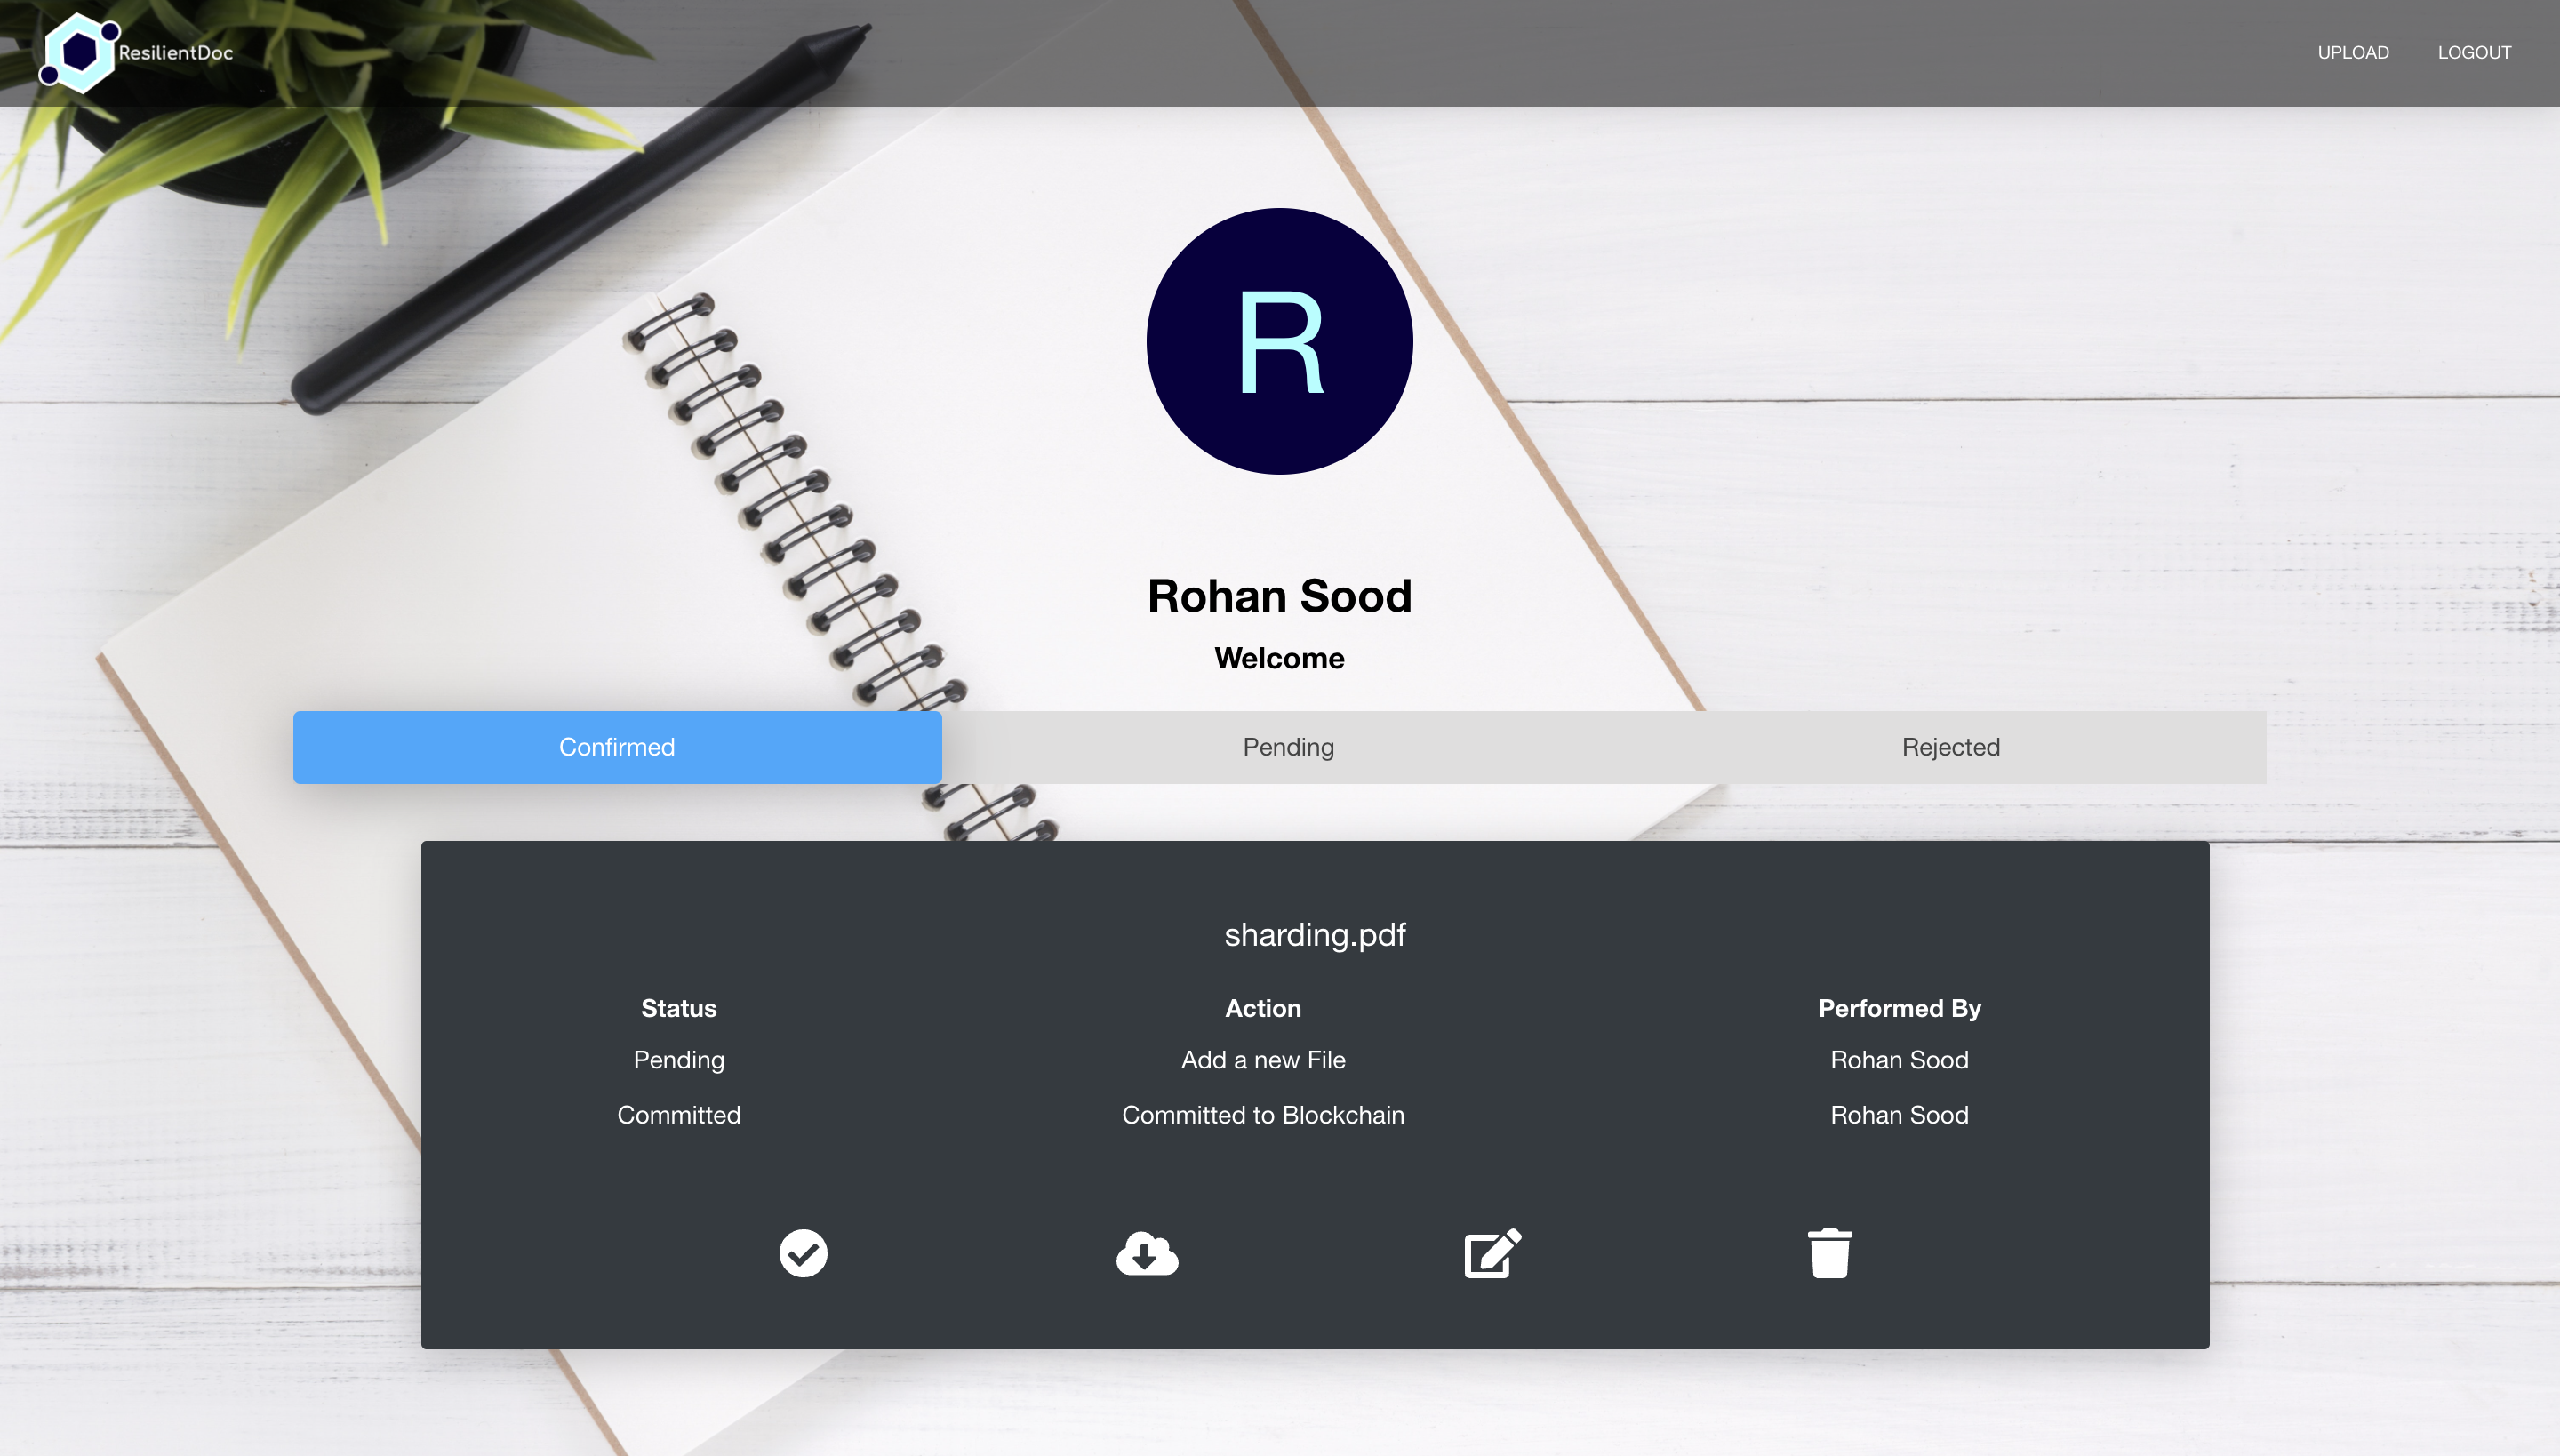 ResilientDoc
UPLOAD LOGOUT
R
Rohan Sood
Welcome
Confirmed Pending Rejected
sharding.pdf
Status Action Performed By
Pending Add a new File Rohan Sood
Committed Committed to Blockchain Rohan Sood